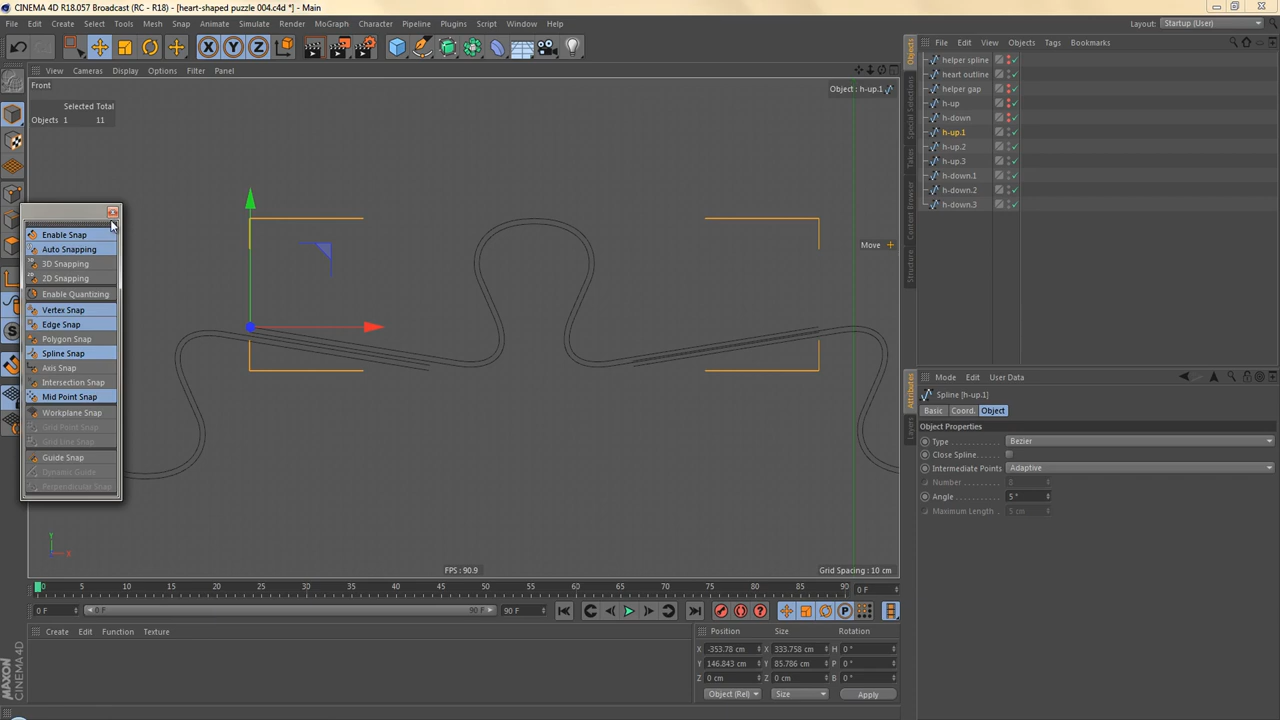 CINEMA 4D R18.057 Broadcast (RC - R18) - [heart-shaped puzzle 004.c4d *] - Main
File Edit Create Select Tools Mesh Snap Animate Simulate Render MoGraph Character Pipeline Plugins Script Window Help
Layout: Startup (User)
X Y Z
View Cameras Display Options Filter Panel
Front
Object : h-up.1
Selected Total
Objects 1 11
Enable Snap
Auto Snapping
3D Snapping
2D Snapping
Enable Quantizing
Vertex Snap
Edge Snap
Polygon Snap
Spline Snap
Axis Snap
Intersection Snap
Mid Point Snap
Workplane Snap
Grid Point Snap
Grid Line Snap
Guide Snap
Dynamic Guide
Perpendicular Snap
Move
Y
X
FPS : 90.9
Grid Spacing : 10 cm
0 5 10 15 20 25 30 35 40 45 50 55 60 65 70 75 80 85 90 0 F
0 F 0 F 90 F 90 F
Create Edit Function Texture
MAXON CINEMA 4D
Position Size Rotation
X -353.78 cm X 333.758 cm H 0 °
Y 146.843 cm Y 85.786 cm P 0 °
Z 0 cm Z 0 cm B 0 °
Object (Rel) Size Apply
File Edit View Objects Tags Bookmarks
helper spline
heart outline
helper gap
h-up
h-down
h-up.1
h-up.2
h-up.3
h-down.1
h-down.2
h-down.3
Objects
Special Selections
Takes
Content Browser
Structure
Attributes
Layers
Mode Edit User Data
Spline [h-up.1]
Basic Coord. Object
Object Properties
Type Bezier
Close Spline
Intermediate Points Adaptive
Number 8
Angle 5 °
Maximum Length 5 cm